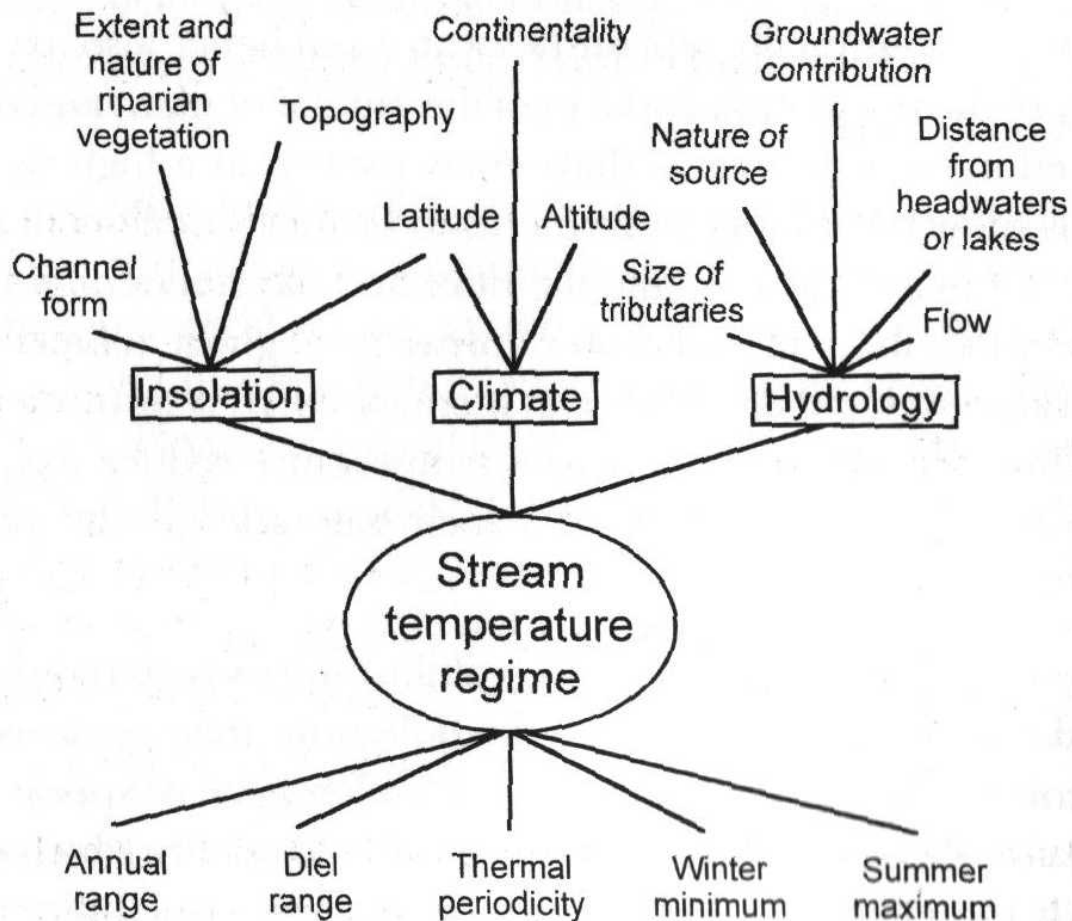 Extent and
nature of
riparian
vegetation
Continentality
Groundwater
contribution
Topography
Nature of
source
Distance
from
headwaters
or lakes
Latitude
Altitude
Channel
form
Size of
tributaries
Flow
Insolation
Climate
Hydrology
Stream
temperature
regime
Annual
range
Diel
range
Thermal
periodicity
Winter
minimum
Summer
maximum